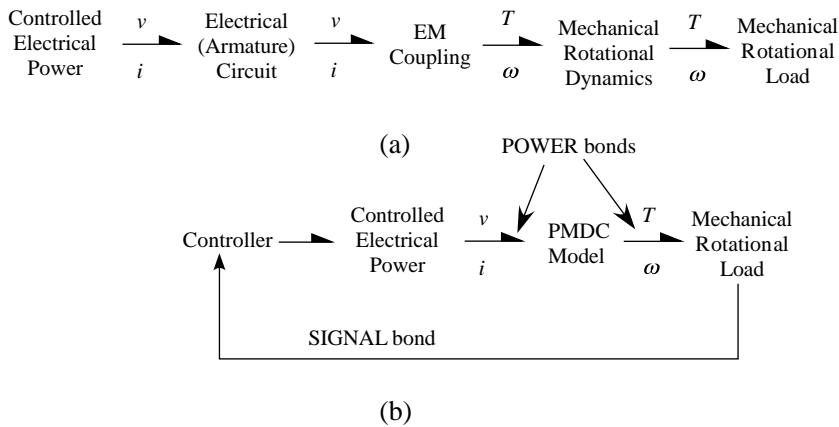 Controlled
Electrical
Power
v
i
Electrical
(Armature)
Circuit
v
i
EM
Coupling
T
ω
Mechanical
Rotational
Dynamics
T
ω
Mechanical
Rotational
Load
(a)
POWER bonds
Controller
Controlled
Electrical
Power
v
i
PMDC
Model
T
ω
Mechanical
Rotational
Load
SIGNAL bond
(b)